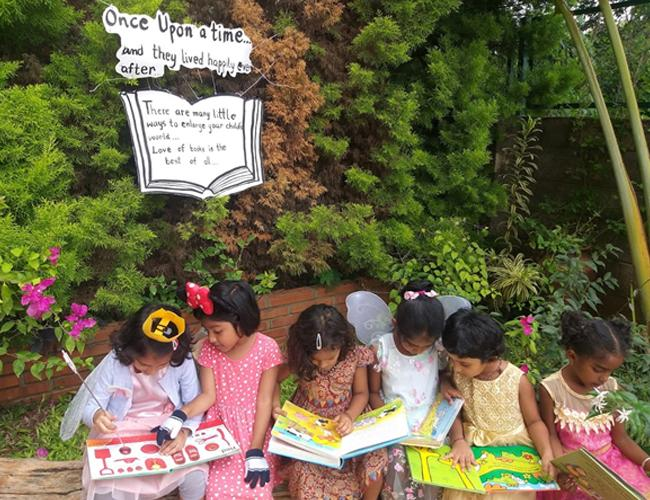 Once Upon a time...
and they lived happily ever
after
There are many little
ways to enlarge your child's
world...
Love of books is the
best of all...